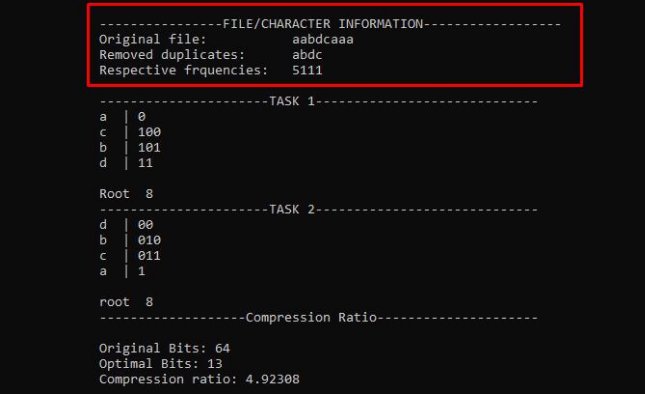 ----------------FILE/CHARACTER INFORMATION------------------
Original file:           aabdcaaa
Removed duplicates:      abdc
Respective frquencies:   5111
----------------------TASK 1-----------------------------
a  | 0
c  | 100
b  | 101
d  | 11
Root  8
----------------------TASK 2-----------------------------
d  | 00
b  | 010
c  | 011
a  | 1
root  8
-------------------Compression Ratio---------------------
Original Bits: 64
Optimal Bits: 13
Compression ratio: 4.92308